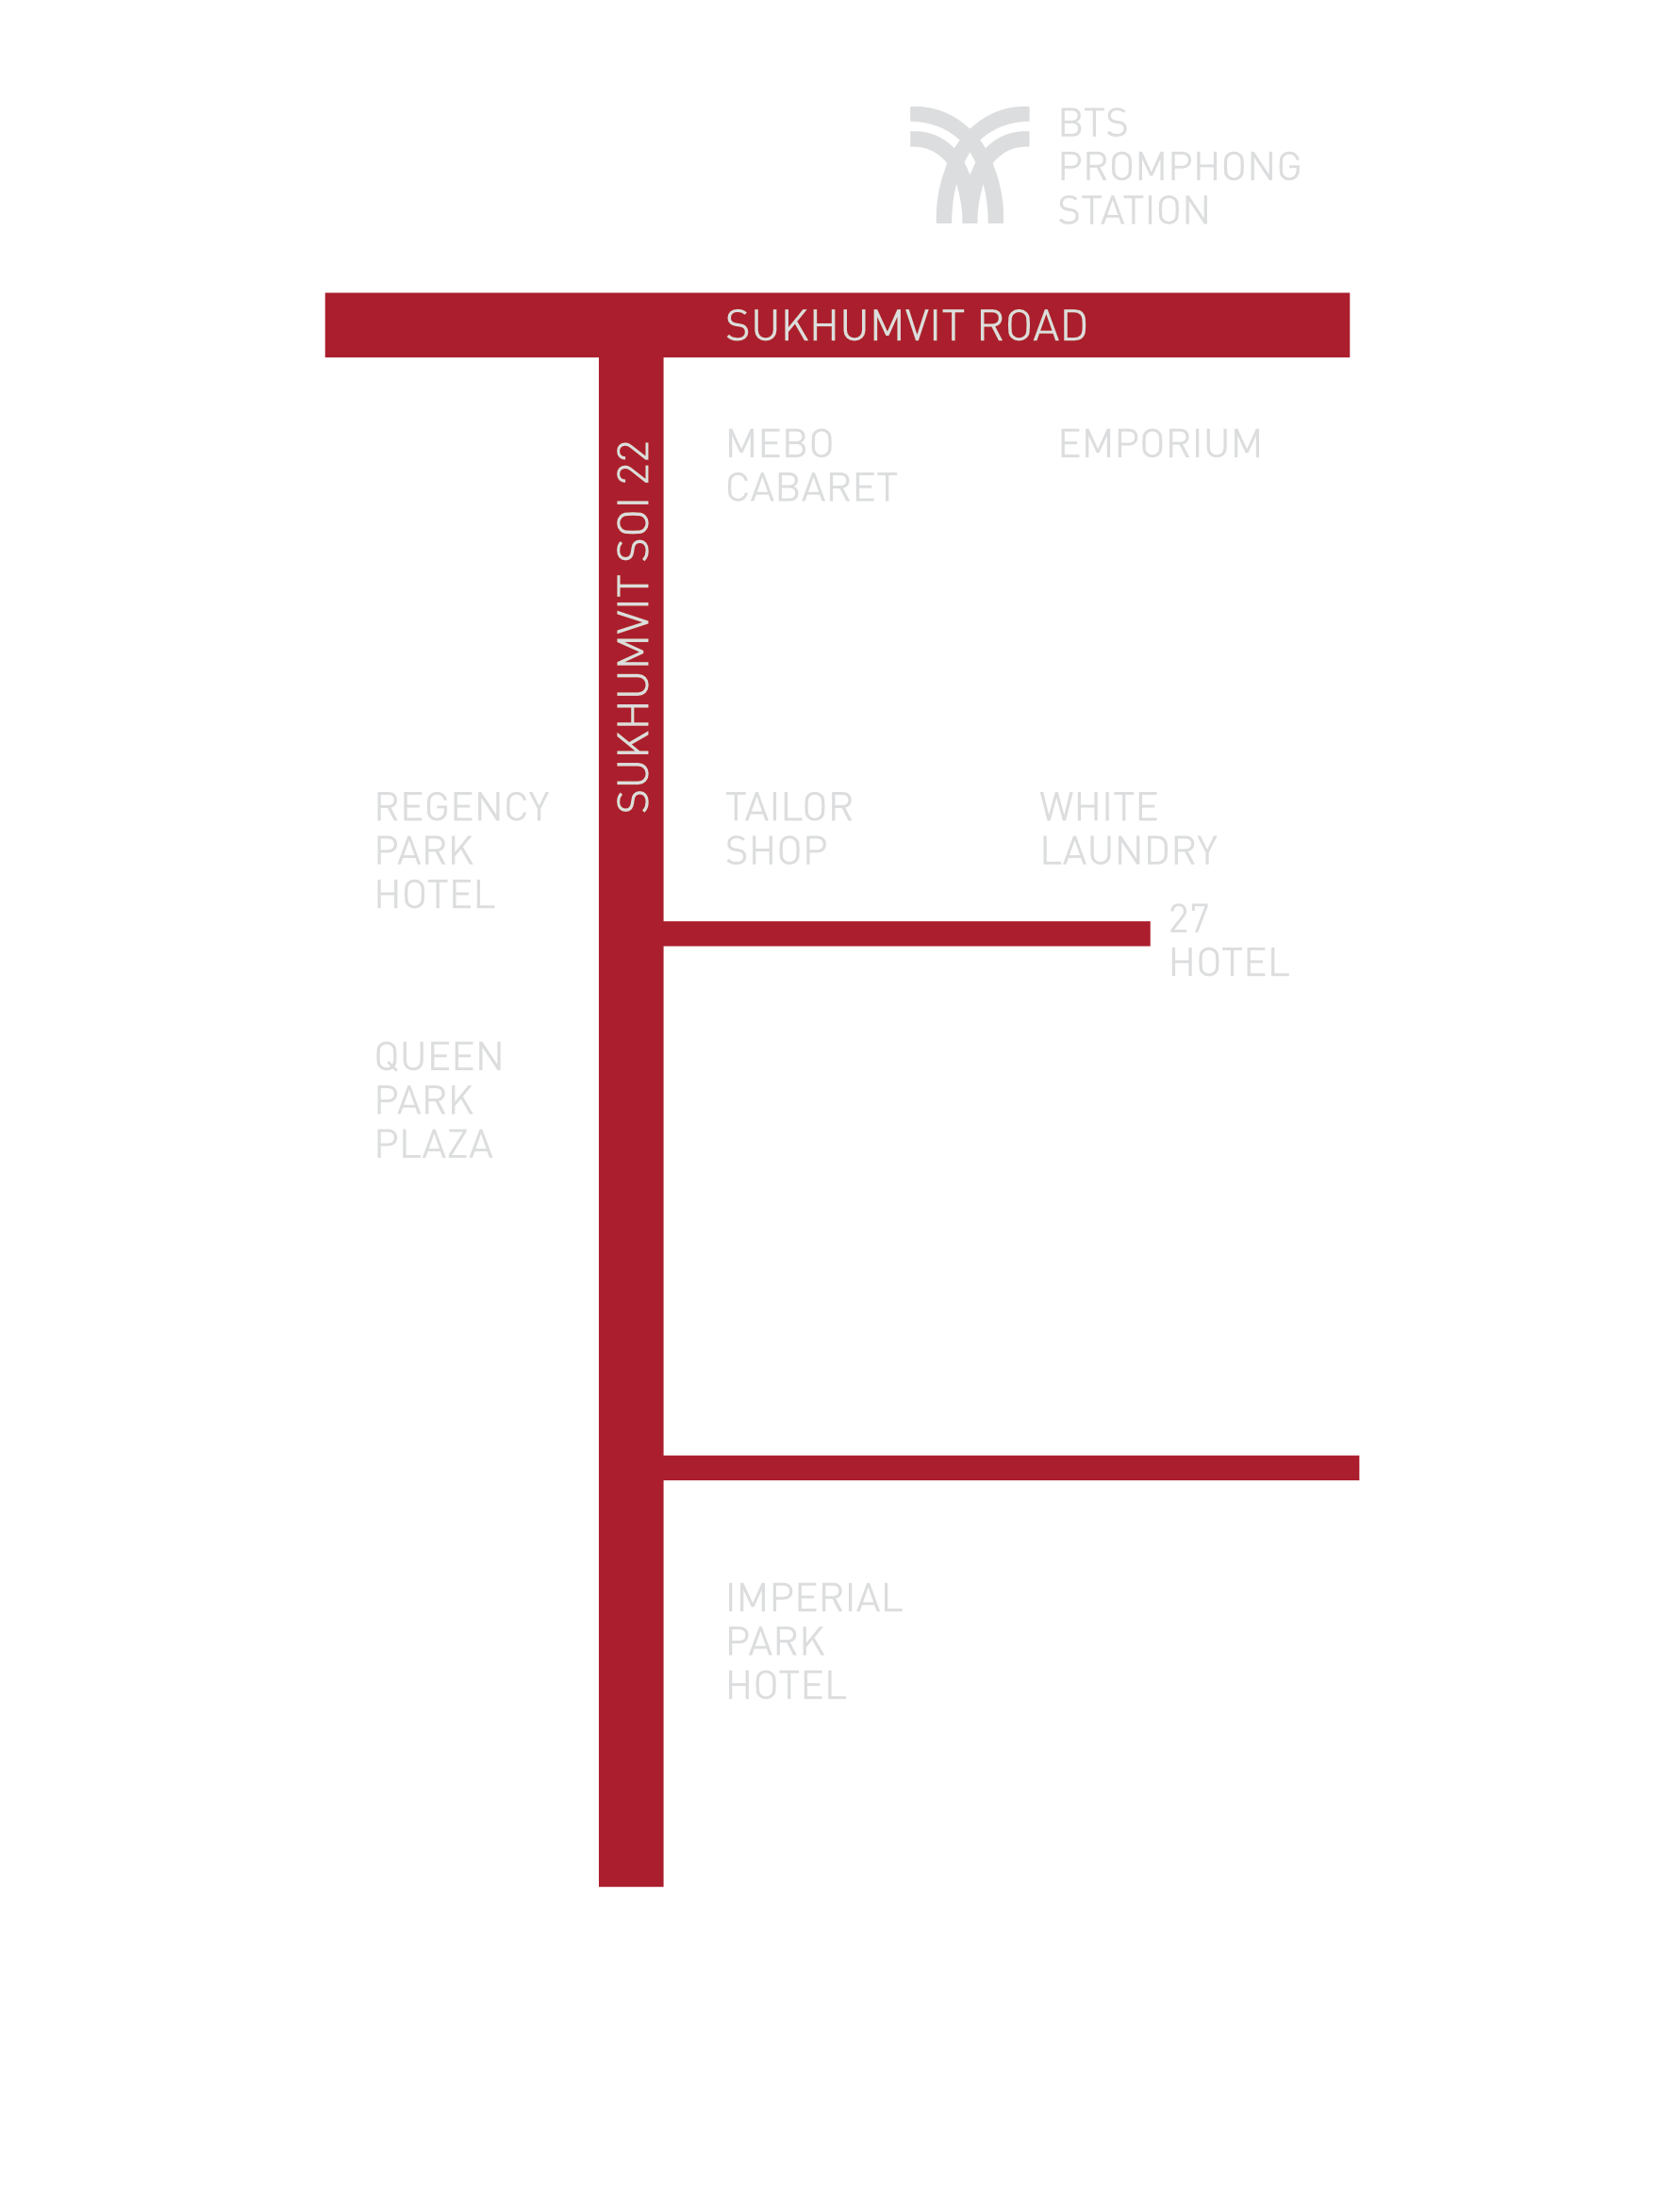 BTS
PROMPHONG
STATION
SUKHUMVIT ROAD
SUKHUMVIT SOI 22
MEBO
CABARET
EMPORIUM
REGENCY
PARK
HOTEL
TAILOR
SHOP
WHITE
LAUNDRY
27
HOTEL
QUEEN
PARK
PLAZA
IMPERIAL
PARK
HOTEL